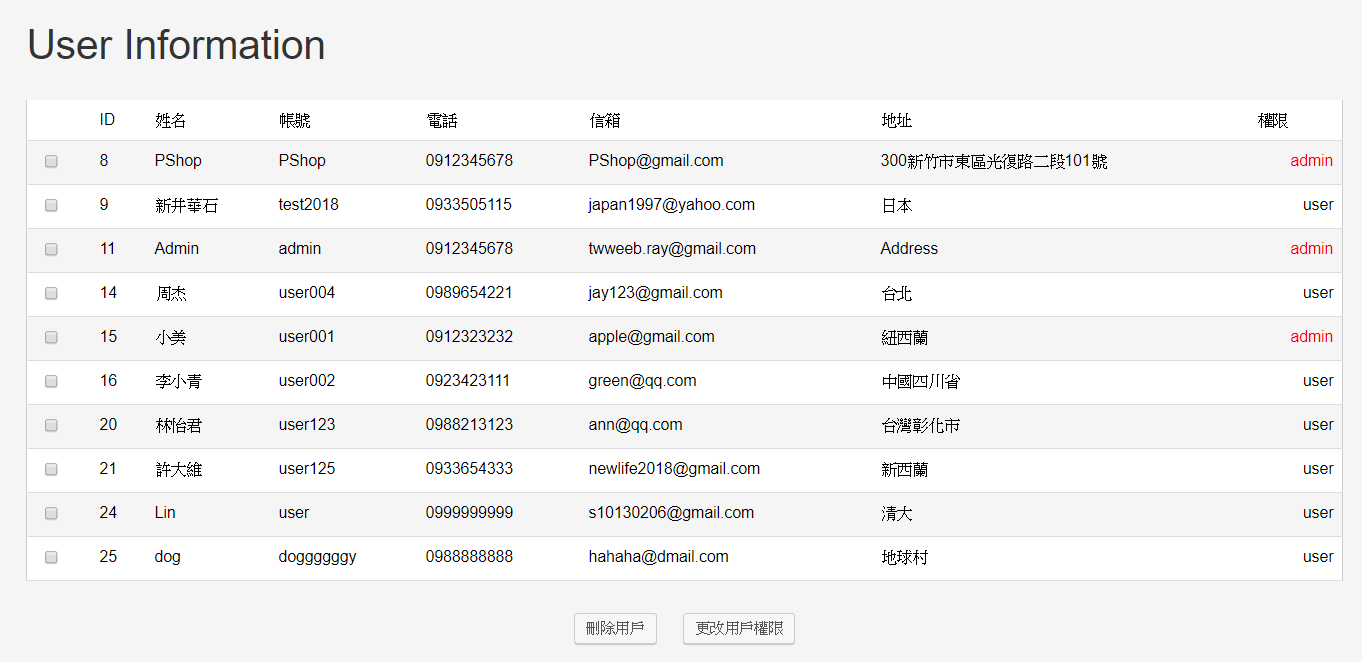 User Information
ID 姓名 帳號 電話 信箱 地址 權限
8 PShop PShop 0912345678 PShop@gmail.com 300新竹市東區光復路二段101號 admin
9 新井華石 test2018 0933505115 japan1997@yahoo.com 日本 user
11 Admin admin 0912345678 twweeb.ray@gmail.com Address admin
14 周杰 user004 0989654221 jay123@gmail.com 台北 user
15 小美 user001 0912323232 apple@gmail.com 紐西蘭 admin
16 李小青 user002 0923423111 green@qq.com 中國四川省 user
20 林怡君 user123 0988213123 ann@qq.com 台灣彰化市 user
21 許大維 user125 0933654333 newlife2018@gmail.com 新西蘭 user
24 Lin user 0999999999 s10130206@gmail.com 清大 user
25 dog doggggggy 0988888888 hahaha@dmail.com 地球村 user
刪除用戶 更改用戶權限